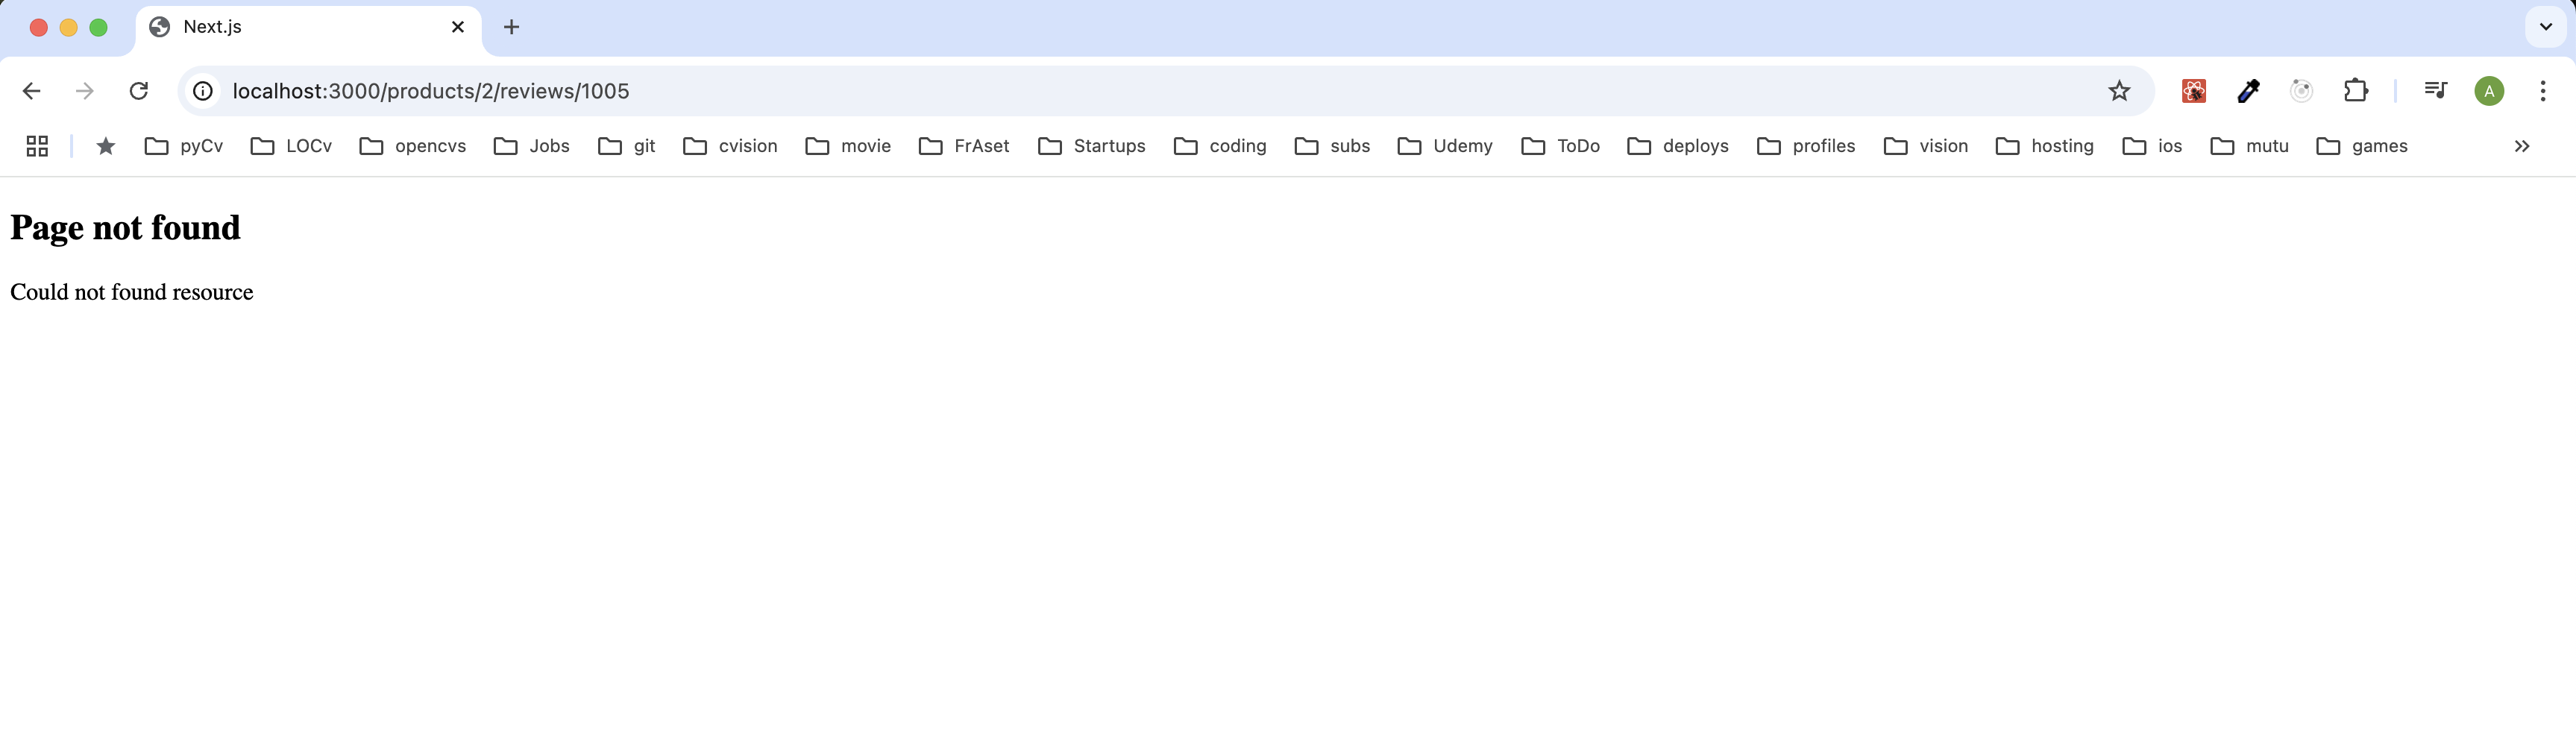 Next.js
localhost:3000/products/2/reviews/1005
A
pyCv LOCv opencvs Jobs git cvision movie FrAset Startups coding subs Udemy ToDo deploys profiles vision hosting ios mutu games
Page not found
Could not found resource